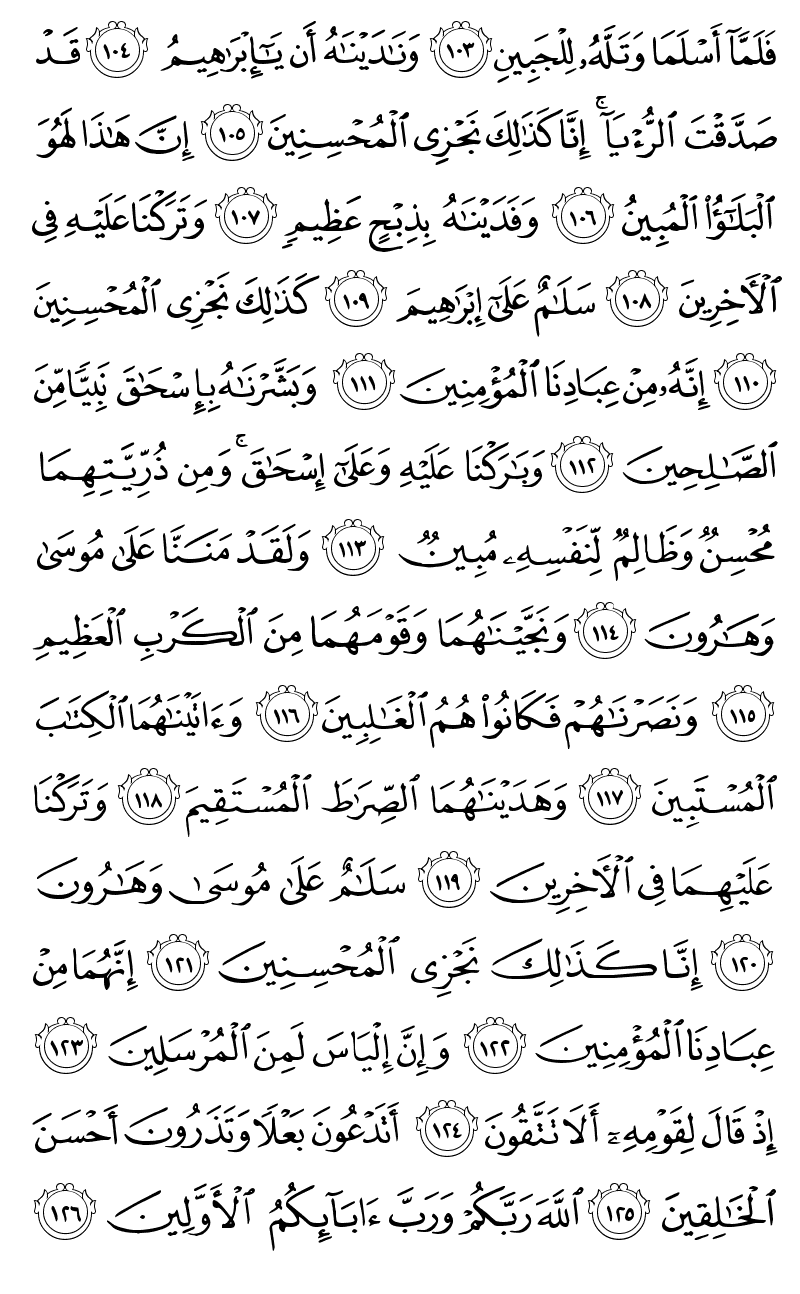 فَلَمَّآ أَسْلَمَا وَتَلَّهُۥ لِلْجَبِينِ ١٠٣ وَنَٰدَيْنَٰهُ أَن يَٰٓإِبْرَٰهِيمُ ١٠٤ قَدْ
صَدَّقْتَ ٱلرُّءْيَآ ۚ إِنَّا كَذَٰلِكَ نَجْزِى ٱلْمُحْسِنِينَ ١٠٥ إِنَّ هَٰذَا لَهُوَ
ٱلْبَلَٰٓؤُا۟ ٱلْمُبِينُ ١٠٦ وَفَدَيْنَٰهُ بِذِبْحٍ عَظِيمٍ ١٠٧ وَتَرَكْنَا عَلَيْهِ فِى
ٱلْأَخِرِينَ ١٠٨ سَلَٰمٌ عَلَىٰٓ إِبْرَٰهِيمَ ١٠٩ كَذَٰلِكَ نَجْزِى ٱلْمُحْسِنِينَ
١١٠ إِنَّهُۥ مِنْ عِبَادِنَا ٱلْمُؤْمِنِينَ ١١١ وَبَشَّرْنَٰهُ بِإِسْحَٰقَ نَبِيًّا مِّنَ
ٱلصَّٰلِحِينَ ١١٢ وَبَٰرَكْنَا عَلَيْهِ وَعَلَىٰٓ إِسْحَٰقَ ۚ وَمِن ذُرِّيَّتِهِمَا
مُحْسِنٌ وَظَالِمٌ لِّنَفْسِهِۦ مُبِينٌ ١١٣ وَلَقَدْ مَنَنَّا عَلَىٰ مُوسَىٰ
وَهَٰرُونَ ١١٤ وَنَجَّيْنَٰهُمَا وَقَوْمَهُمَا مِنَ ٱلْكَرْبِ ٱلْعَظِيمِ
١١٥ وَنَصَرْنَٰهُمْ فَكَانُوا۟ هُمُ ٱلْغَٰلِبِينَ ١١٦ وَءَاتَيْنَٰهُمَا ٱلْكِتَٰبَ
ٱلْمُسْتَبِينَ ١١٧ وَهَدَيْنَٰهُمَا ٱلصِّرَٰطَ ٱلْمُسْتَقِيمَ ١١٨ وَتَرَكْنَا
عَلَيْهِمَا فِى ٱلْأَخِرِينَ ١١٩ سَلَٰمٌ عَلَىٰ مُوسَىٰ وَهَٰرُونَ
١٢٠ إِنَّا كَذَٰلِكَ نَجْزِى ٱلْمُحْسِنِينَ ١٢١ إِنَّهُمَا مِنْ
عِبَادِنَا ٱلْمُؤْمِنِينَ ١٢٢ وَإِنَّ إِلْيَاسَ لَمِنَ ٱلْمُرْسَلِينَ ١٢٣
إِذْ قَالَ لِقَوْمِهِۦٓ أَلَا تَتَّقُونَ ١٢٤ أَتَدْعُونَ بَعْلًا وَتَذَرُونَ أَحْسَنَ
ٱلْخَٰلِقِينَ ١٢٥ ٱللَّهَ رَبَّكُمْ وَرَبَّ ءَابَآئِكُمُ ٱلْأَوَّلِينَ ١٢٦